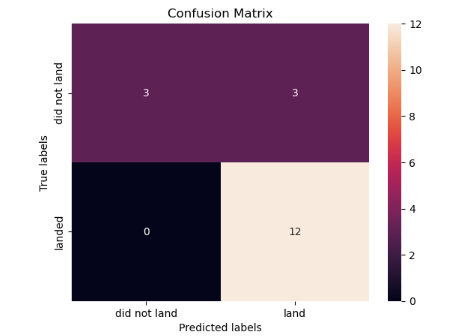 Confusion Matrix
True labels
did not land
landed
3 3
0 12
did not land land
Predicted labels
12
10
8
6
4
2
0